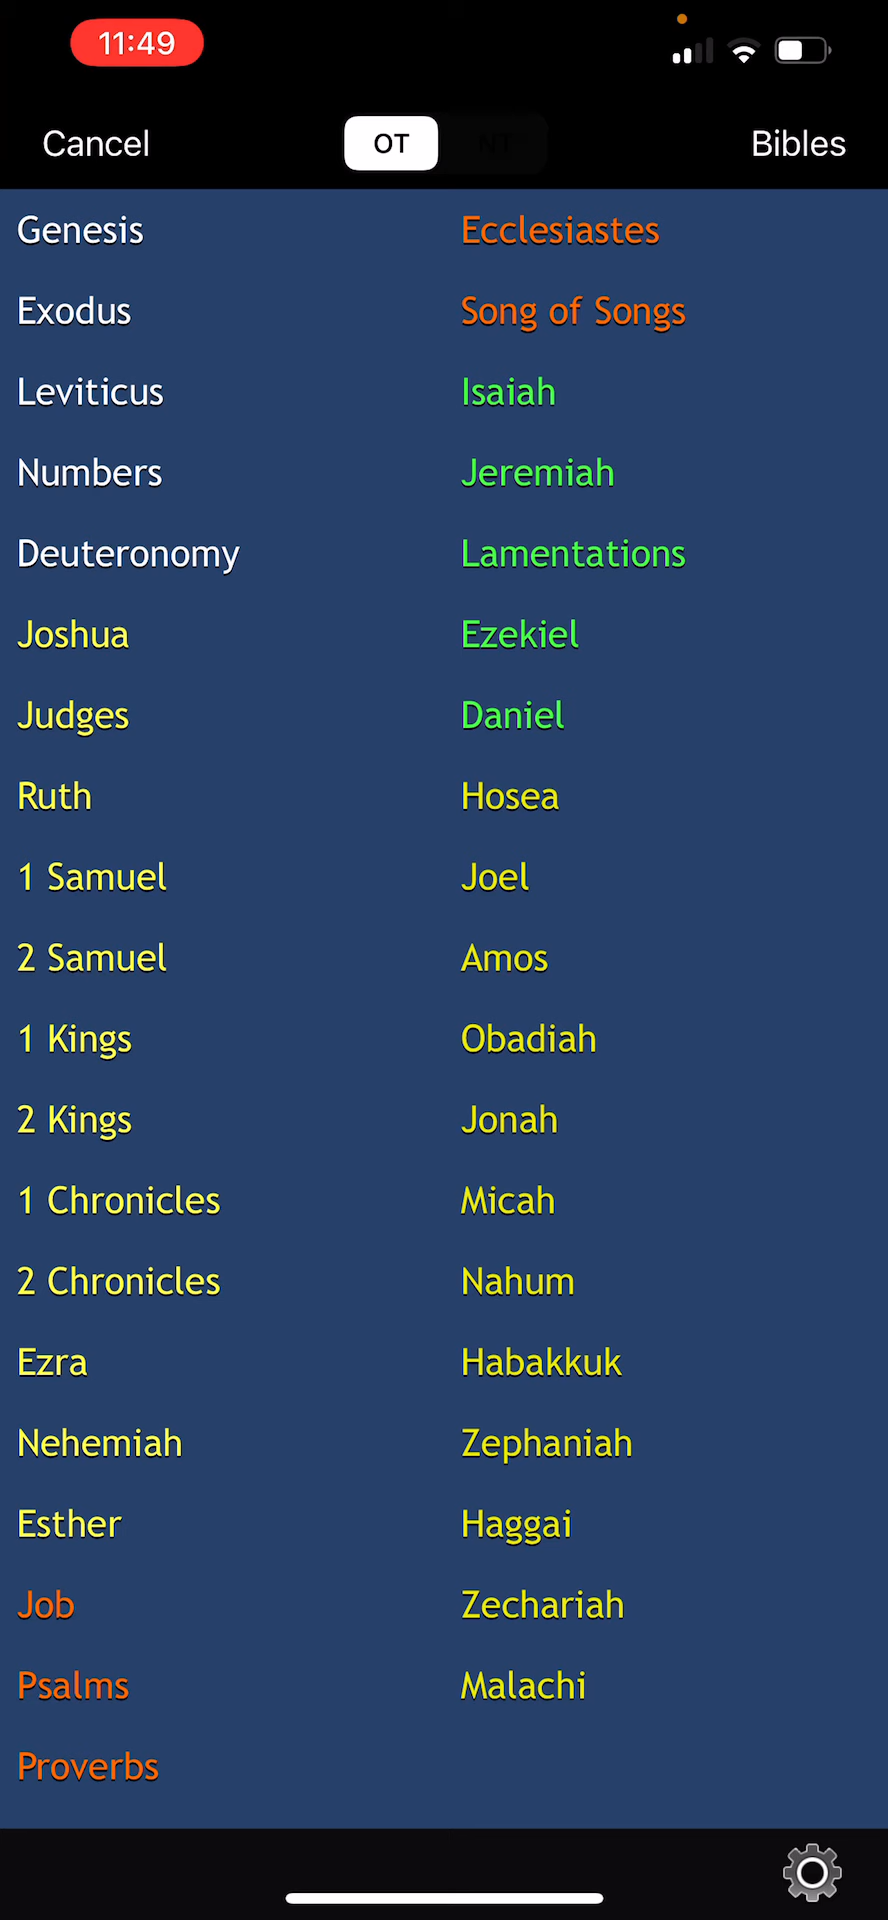 11:49
Cancel
OT
NT
Bibles
Genesis
Exodus
Leviticus
Numbers
Deuteronomy
Joshua
Judges
Ruth
1 Samuel
2 Samuel
1 Kings
2 Kings
1 Chronicles
2 Chronicles
Ezra
Nehemiah
Esther
Job
Psalms
Proverbs
Ecclesiastes
Song of Songs
Isaiah
Jeremiah
Lamentations
Ezekiel
Daniel
Hosea
Joel
Amos
Obadiah
Jonah
Micah
Nahum
Habakkuk
Zephaniah
Haggai
Zechariah
Malachi